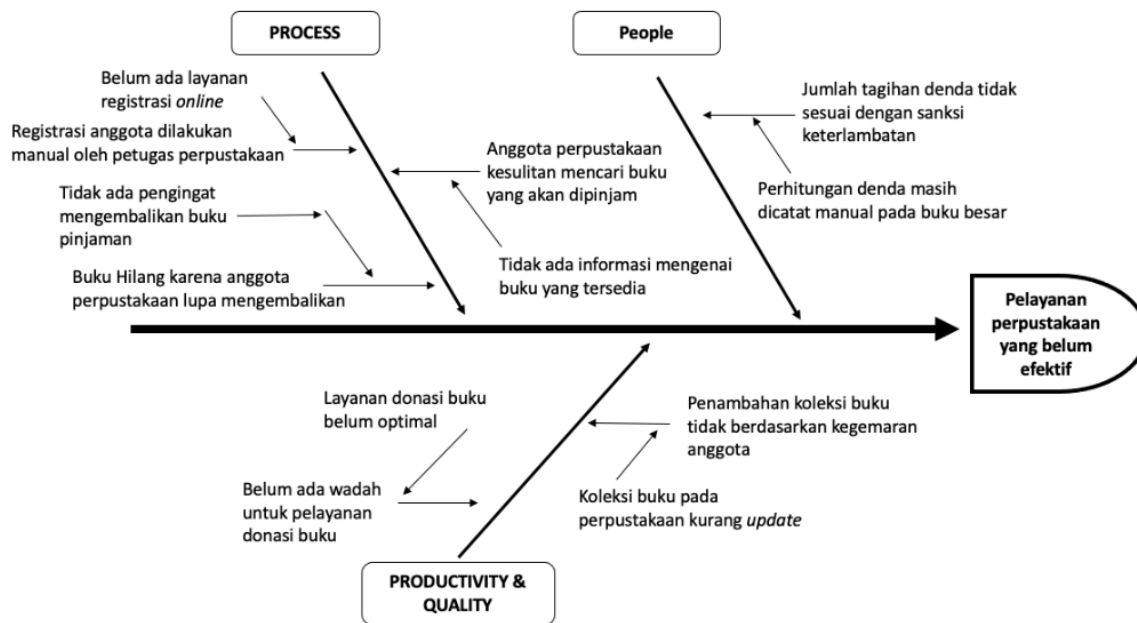 PROCESS
People
Belum ada layanan
registrasi online
Registrasi anggota dilakukan
manual oleh petugas perpustakaan
Tidak ada pengingat
mengembalikan buku
pinjaman
Buku Hilang karena anggota
perpustakaan lupa mengembalikan
Anggota perpustakaan
kesulitan mencari buku
yang akan dipinjam
Tidak ada informasi mengenai
buku yang tersedia
Jumlah tagihan denda tidak
sesuai dengan sanksi
keterlambatan
Perhitungan denda masih
dicatat manual pada buku besar
Pelayanan
perpustakaan
yang belum
efektif
Layanan donasi buku
belum optimal
Belum ada wadah
untuk pelayanan
donasi buku
Penambahan koleksi buku
tidak berdasarkan kegemaran
anggota
Koleksi buku pada
perpustakaan kurang update
PRODUCTIVITY &
QUALITY